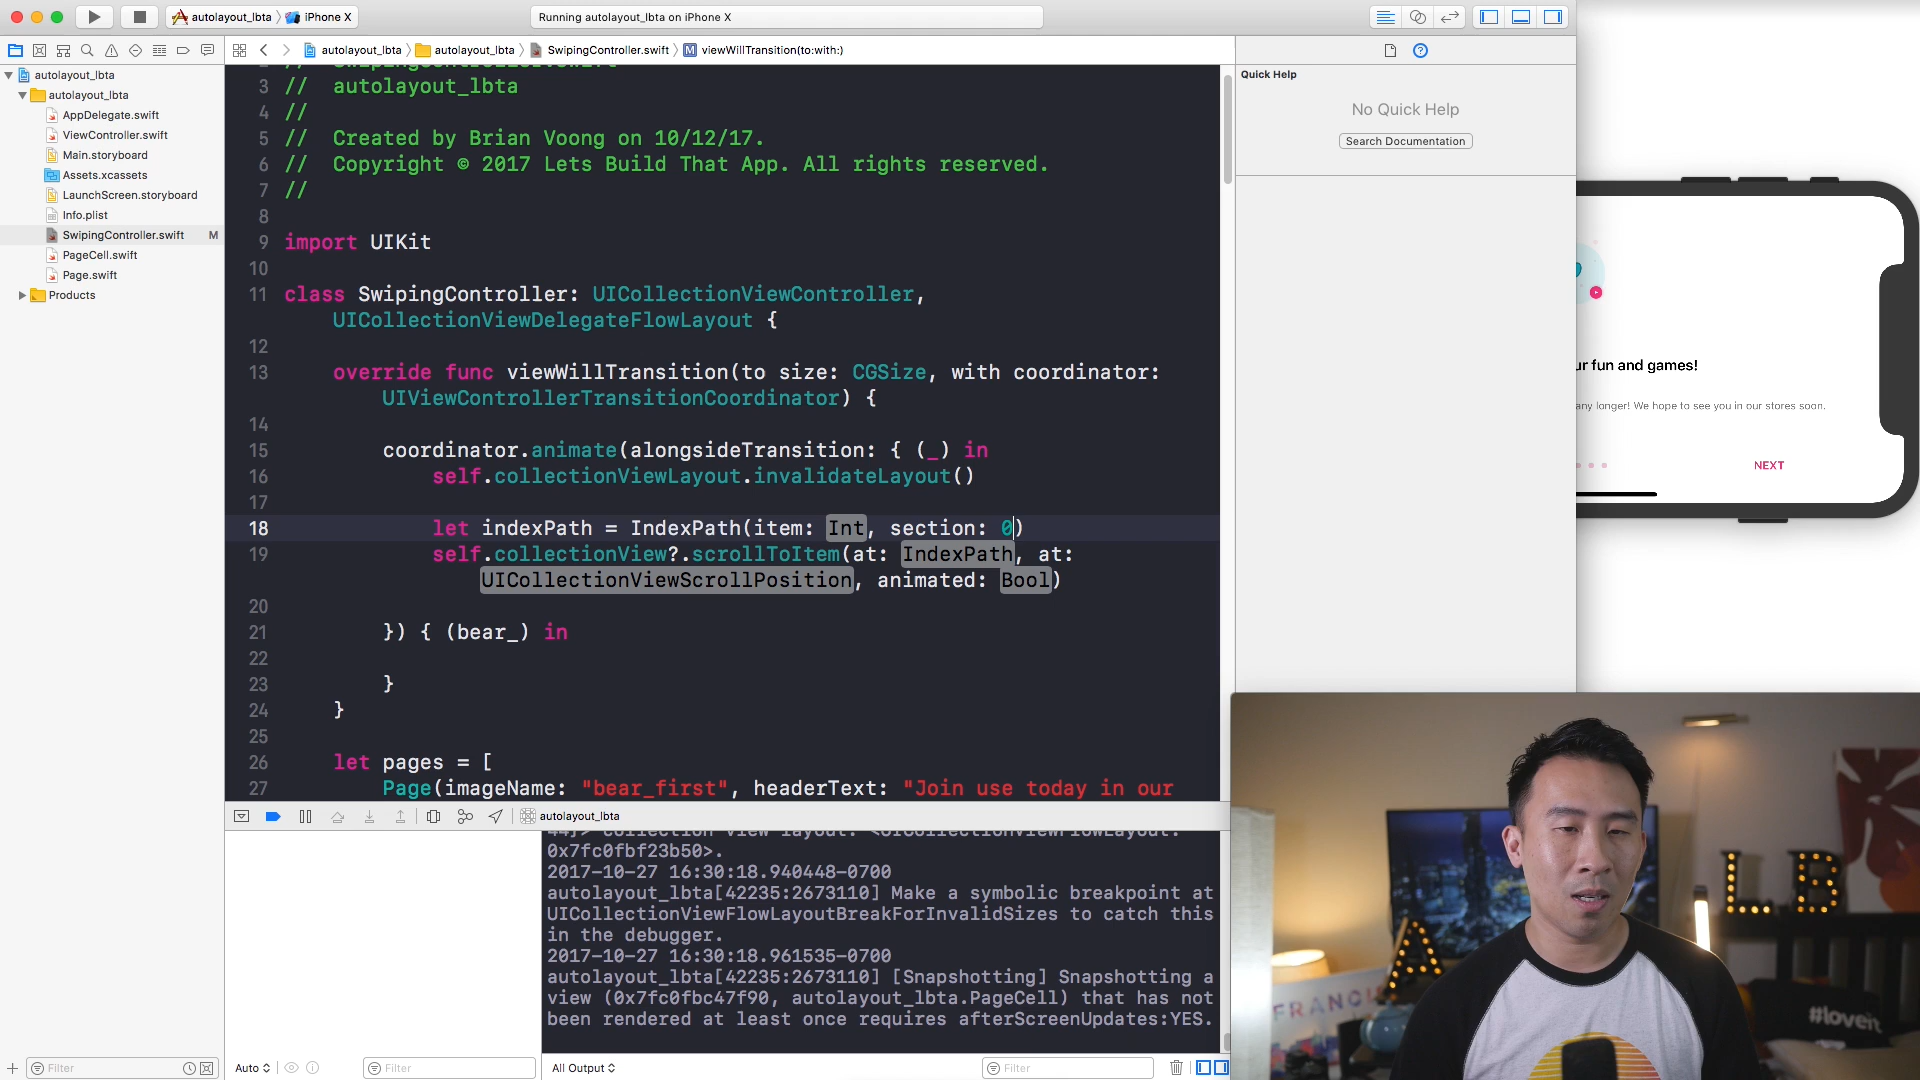 autolayout_lbta
iPhone X
Running autolayout_lbta on iPhone X
autolayout_lbta
autolayout_lbta
SwipingController.swift
M
viewWillTransition(to:with:)
autolayout_lbta
autolayout_lbta
AppDelegate.swift
ViewController.swift
Main.storyboard
Assets.xcassets
LaunchScreen.storyboard
Info.plist
SwipingController.swift M
PageCell.swift
Page.swift
Products
3 //  autolayout_lbta
4 //
5 //  Created by Brian Voong on 10/12/17.
6 //  Copyright © 2017 Lets Build That App. All rights reserved.
7 //
8
9 import UIKit
10
11 class SwipingController: UICollectionViewController,
UICollectionViewDelegateFlowLayout {
12
13 override func viewWillTransition(to size: CGSize, with coordinator:
UIViewControllerTransitionCoordinator) {
14
15 coordinator.animate(alongsideTransition: { (_) in
16 self.collectionViewLayout.invalidateLayout()
17
18 let indexPath = IndexPath(item: Int, section: 0)
19 self.collectionView?.scrollToItem(at: IndexPath, at:
UICollectionViewScrollPosition, animated: Bool)
20
21 }) { (bear_) in
22
23 }
24 }
25
26 let pages = [
27 Page(imageName: "bear_first", headerText: "Join use today in our
Quick Help
No Quick Help
Search Documentation
ur fun and games!
any longer! We hope to see you in our stores soon.
NEXT
autolayout_lbta
44}> collection view layout: <UICollectionViewFlowLayout:
0x7fc0fbf23b50>.
2017-10-27 16:30:18.940448-0700
autolayout_lbta[42235:2673110] Make a symbolic breakpoint at
UICollectionViewFlowLayoutBreakForInvalidSizes to catch this
in the debugger.
2017-10-27 16:30:18.961535-0700
autolayout_lbta[42235:2673110] [Snapshotting] Snapshotting a
view (0x7fc0fbc47f90, autolayout_lbta.PageCell) that has not
been rendered at least once requires afterScreenUpdates:YES.
Filter
Auto
Filter
All Output
Filter
LB
A
FRANCI
#loveit